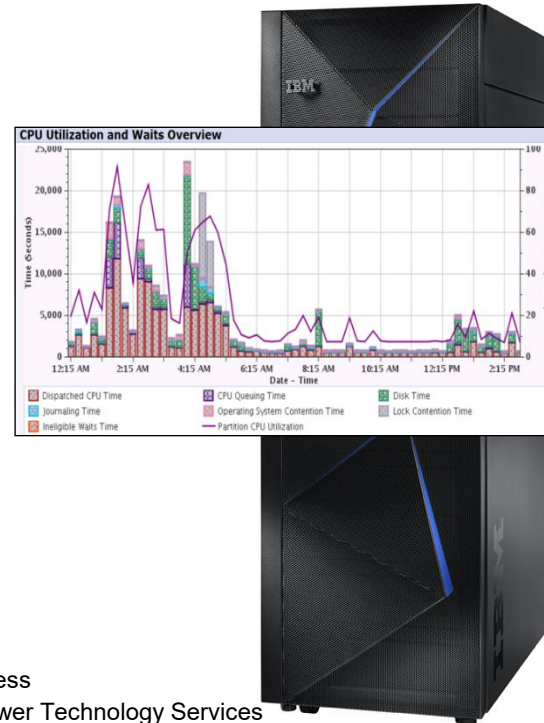 IBM
CPU Utilization and Waits Overview
25,000
20,000
15,000
10,000
5,000
0
100
80
60
40
20
0
Time (Seconds)
12:15 AM 2:15 AM 4:15 AM 6:15 AM 8:15 AM 10:15 AM 12:15 PM 2:15 PM
Date - Time
Dispatched CPU Time CPU Queuing Time Disk Time
Journaling Time Operating System Contention Time Lock Contention Time
Ineligible Waits Time Partition CPU Utilization
IBM
ess
wer Technology Services